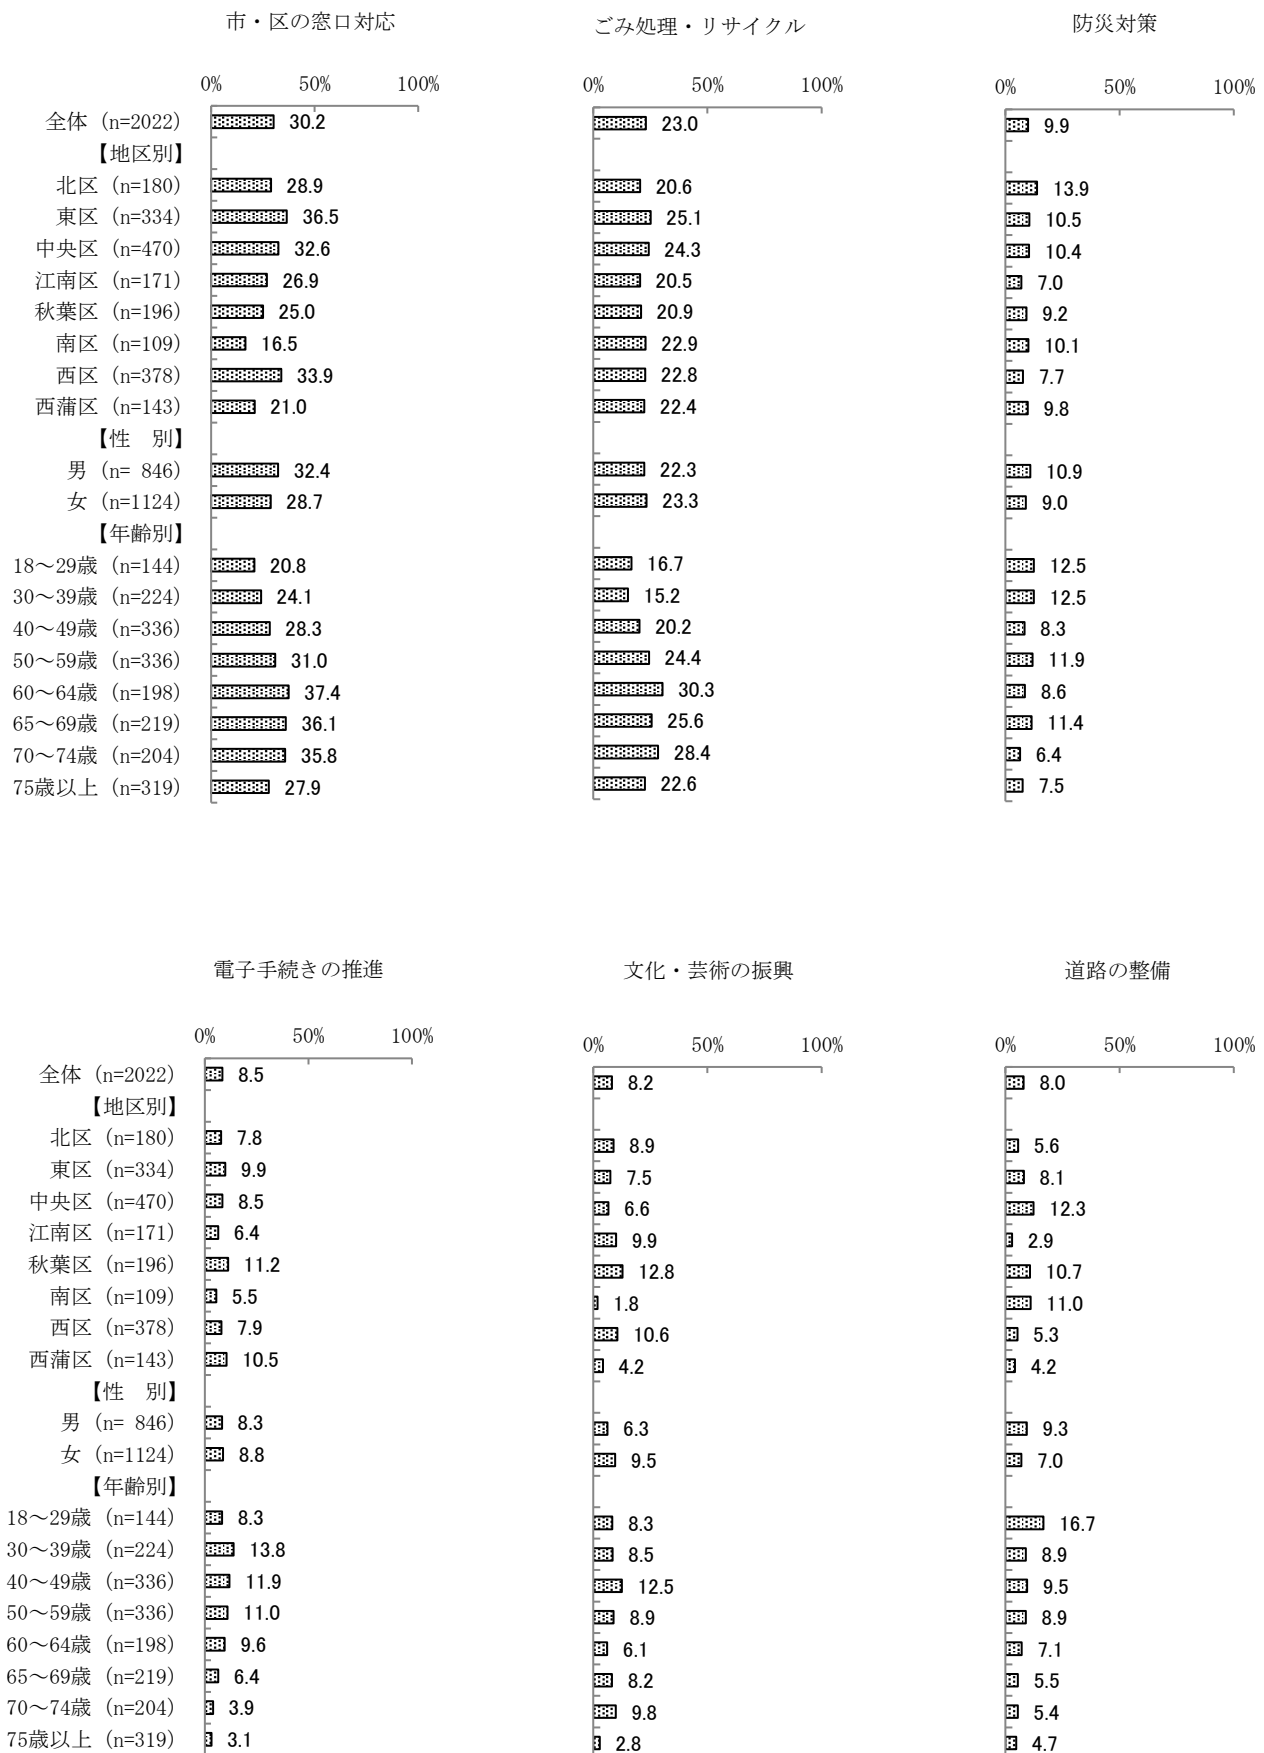 市・区の窓口対応 ごみ処理・リサイクル 防災対策
0% 50% 100% 0% 50% 100% 0% 50% 100%
全体 (n=2022) 30.2 23.0 9.9
【地区別】
北区 (n=180) 28.9 20.6 13.9
東区 (n=334) 36.5 25.1 10.5
中央区 (n=470) 32.6 24.3 10.4
江南区 (n=171) 26.9 20.5 7.0
秋葉区 (n=196) 25.0 20.9 9.2
南区 (n=109) 16.5 22.9 10.1
西区 (n=378) 33.9 22.8 7.7
西蒲区 (n=143) 21.0 22.4 9.8
【性　別】
男 (n= 846) 32.4 22.3 10.9
女 (n=1124) 28.7 23.3 9.0
【年齢別】
18～29歳 (n=144) 20.8 16.7 12.5
30～39歳 (n=224) 24.1 15.2 12.5
40～49歳 (n=336) 28.3 20.2 8.3
50～59歳 (n=336) 31.0 24.4 11.9
60～64歳 (n=198) 37.4 30.3 8.6
65～69歳 (n=219) 36.1 25.6 11.4
70～74歳 (n=204) 35.8 28.4 6.4
75歳以上 (n=319) 27.9 22.6 7.5
電子手続きの推進 文化・芸術の振興 道路の整備
0% 50% 100% 0% 50% 100% 0% 50% 100%
全体 (n=2022) 8.5 8.2 8.0
【地区別】
北区 (n=180) 7.8 8.9 5.6
東区 (n=334) 9.9 7.5 8.1
中央区 (n=470) 8.5 6.6 12.3
江南区 (n=171) 6.4 9.9 2.9
秋葉区 (n=196) 11.2 12.8 10.7
南区 (n=109) 5.5 1.8 11.0
西区 (n=378) 7.9 10.6 5.3
西蒲区 (n=143) 10.5 4.2 4.2
【性　別】
男 (n= 846) 8.3 6.3 9.3
女 (n=1124) 8.8 9.5 7.0
【年齢別】
18～29歳 (n=144) 8.3 8.3 16.7
30～39歳 (n=224) 13.8 8.5 8.9
40～49歳 (n=336) 11.9 12.5 9.5
50～59歳 (n=336) 11.0 8.9 8.9
60～64歳 (n=198) 9.6 6.1 7.1
65～69歳 (n=219) 6.4 8.2 5.5
70～74歳 (n=204) 3.9 9.8 5.4
75歳以上 (n=319) 3.1 2.8 4.7